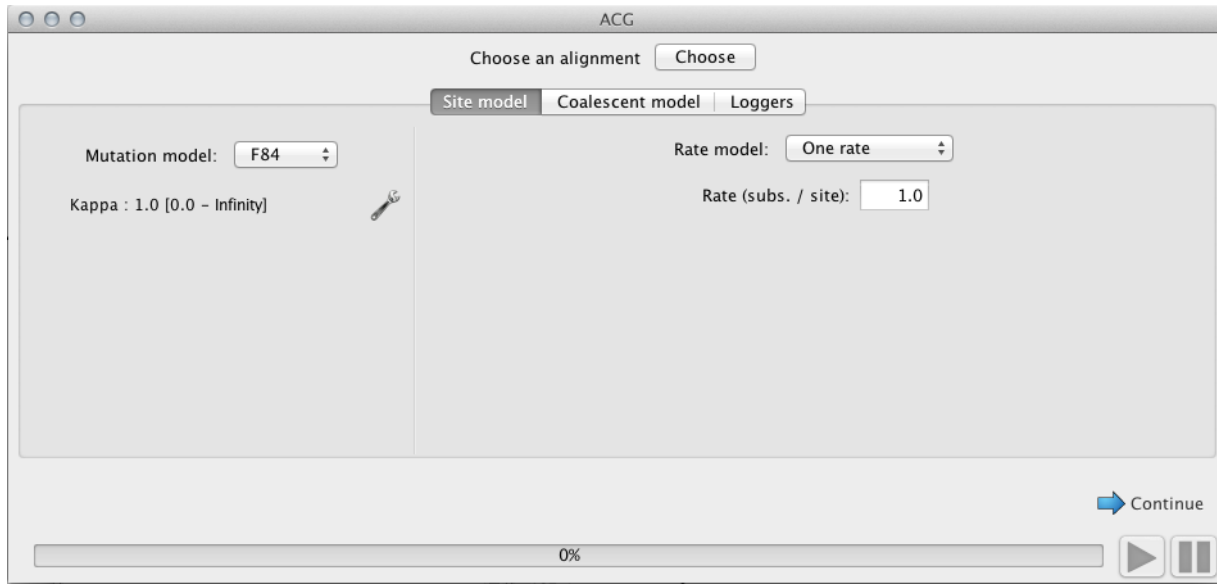 ACG
Choose an alignment Choose
Site model Coalescent model Loggers
Mutation model: F84
Rate model: One rate
Kappa : 1.0 [0.0 – Infinity]
Rate (subs. / site): 1.0
Continue
0%